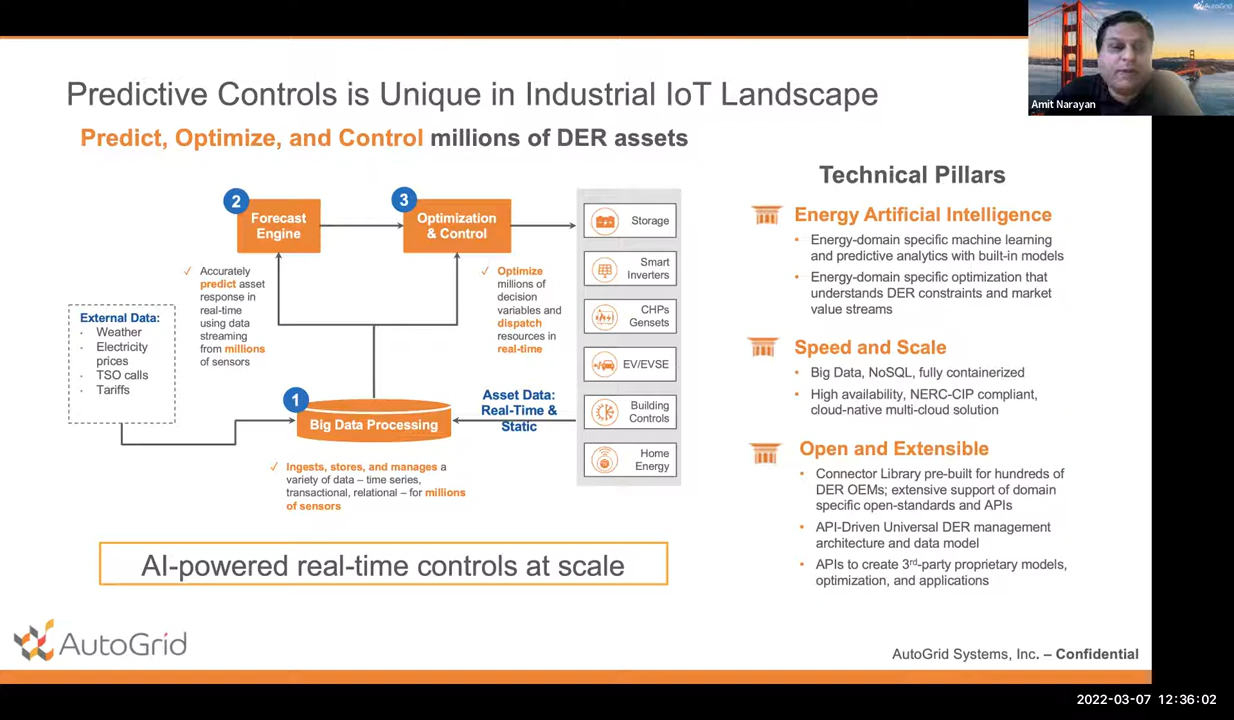 AutoGrid
Amit Narayan
Predictive Controls is Unique in Industrial IoT Landscape
Predict, Optimize, and Control millions of DER assets
External Data:
· Weather
· Electricity
prices
· TSO calls
· Tariffs
2
Forecast
Engine
✓ Accurately
predict asset
response in
real-time
using data
streaming
from millions
of sensors
3
Optimization
& Control
✓ Optimize
millions of
decision
variables and
dispatch
resources in
real-time
1
Big Data Processing
Asset Data:
Real-Time &
Static
✓ Ingests, stores, and manages a
variety of data – time series,
transactional, relational – for millions
of sensors
Storage
Smart
Inverters
CHPs
Gensets
EV/EVSE
Building
Controls
Home
Energy
AI-powered real-time controls at scale
Technical Pillars
Energy Artificial Intelligence
• Energy-domain specific machine learning
and predictive analytics with built-in models
• Energy-domain specific optimization that
understands DER constraints and market
value streams
Speed and Scale
• Big Data, NoSQL, fully containerized
• High availability, NERC-CIP compliant,
cloud-native multi-cloud solution
Open and Extensible
• Connector Library pre-built for hundreds of
DER OEMs; extensive support of domain
specific open-standards and APIs
• API-Driven Universal DER management
architecture and data model
• APIs to create 3rd-party proprietary models,
optimization, and applications
AutoGrid
AutoGrid Systems, Inc. – Confidential
2022-03-07 12:36:02